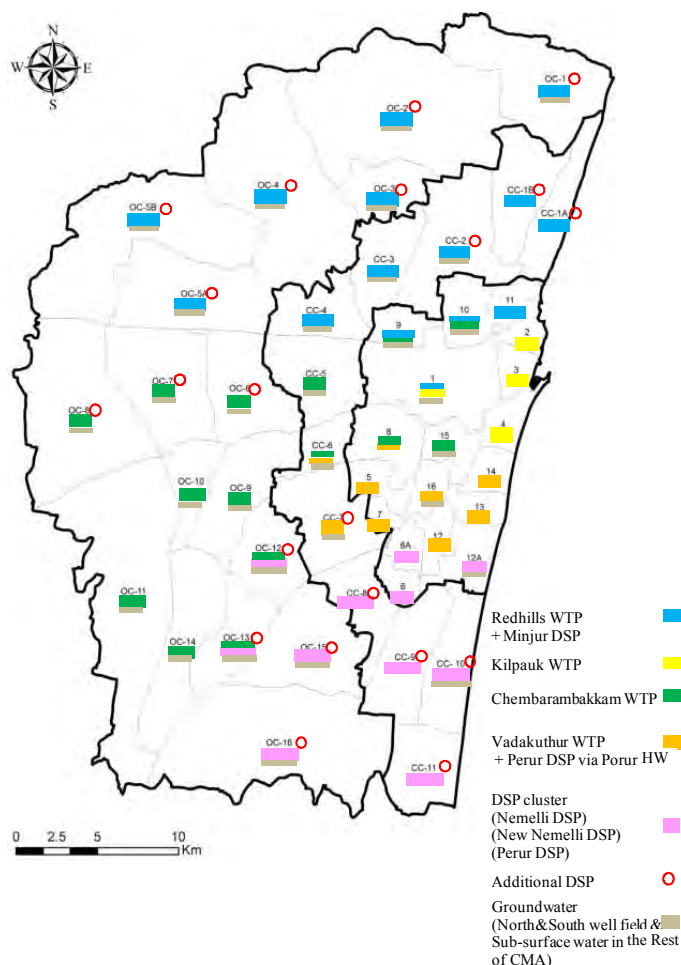 N
W E
S
OC-1
OC-2
OC-4
OC-3
CC-1B
OC-5B
CC-1A
CC-2
CC-3
OC-5A
11
10
CC-4
9
2
3
CC-5
1
OC-7
OC-6
OC-8
4
8
15
CC-6
14
5
OC-10
OC-9
16
13
7
CC-7
12
OC-12
6A
12A
CC-8
6
OC-11
OC-13
OC-14
OC-15
CC-9
CC-10
OC-16
CC-11
Redhills WTP
+ Minjur DSP
Kilpauk WTP
Chembarambakkam WTP
Vadakuthur WTP
+ Perur DSP via Porur HW
DSP cluster
(Nemelli DSP)
(New Nemelli DSP)
(Perur DSP)
Additional DSP
Groundwater
(North&South well field &
Sub-surface water in the Rest
of CMA)
0 2.5 5 10
Km